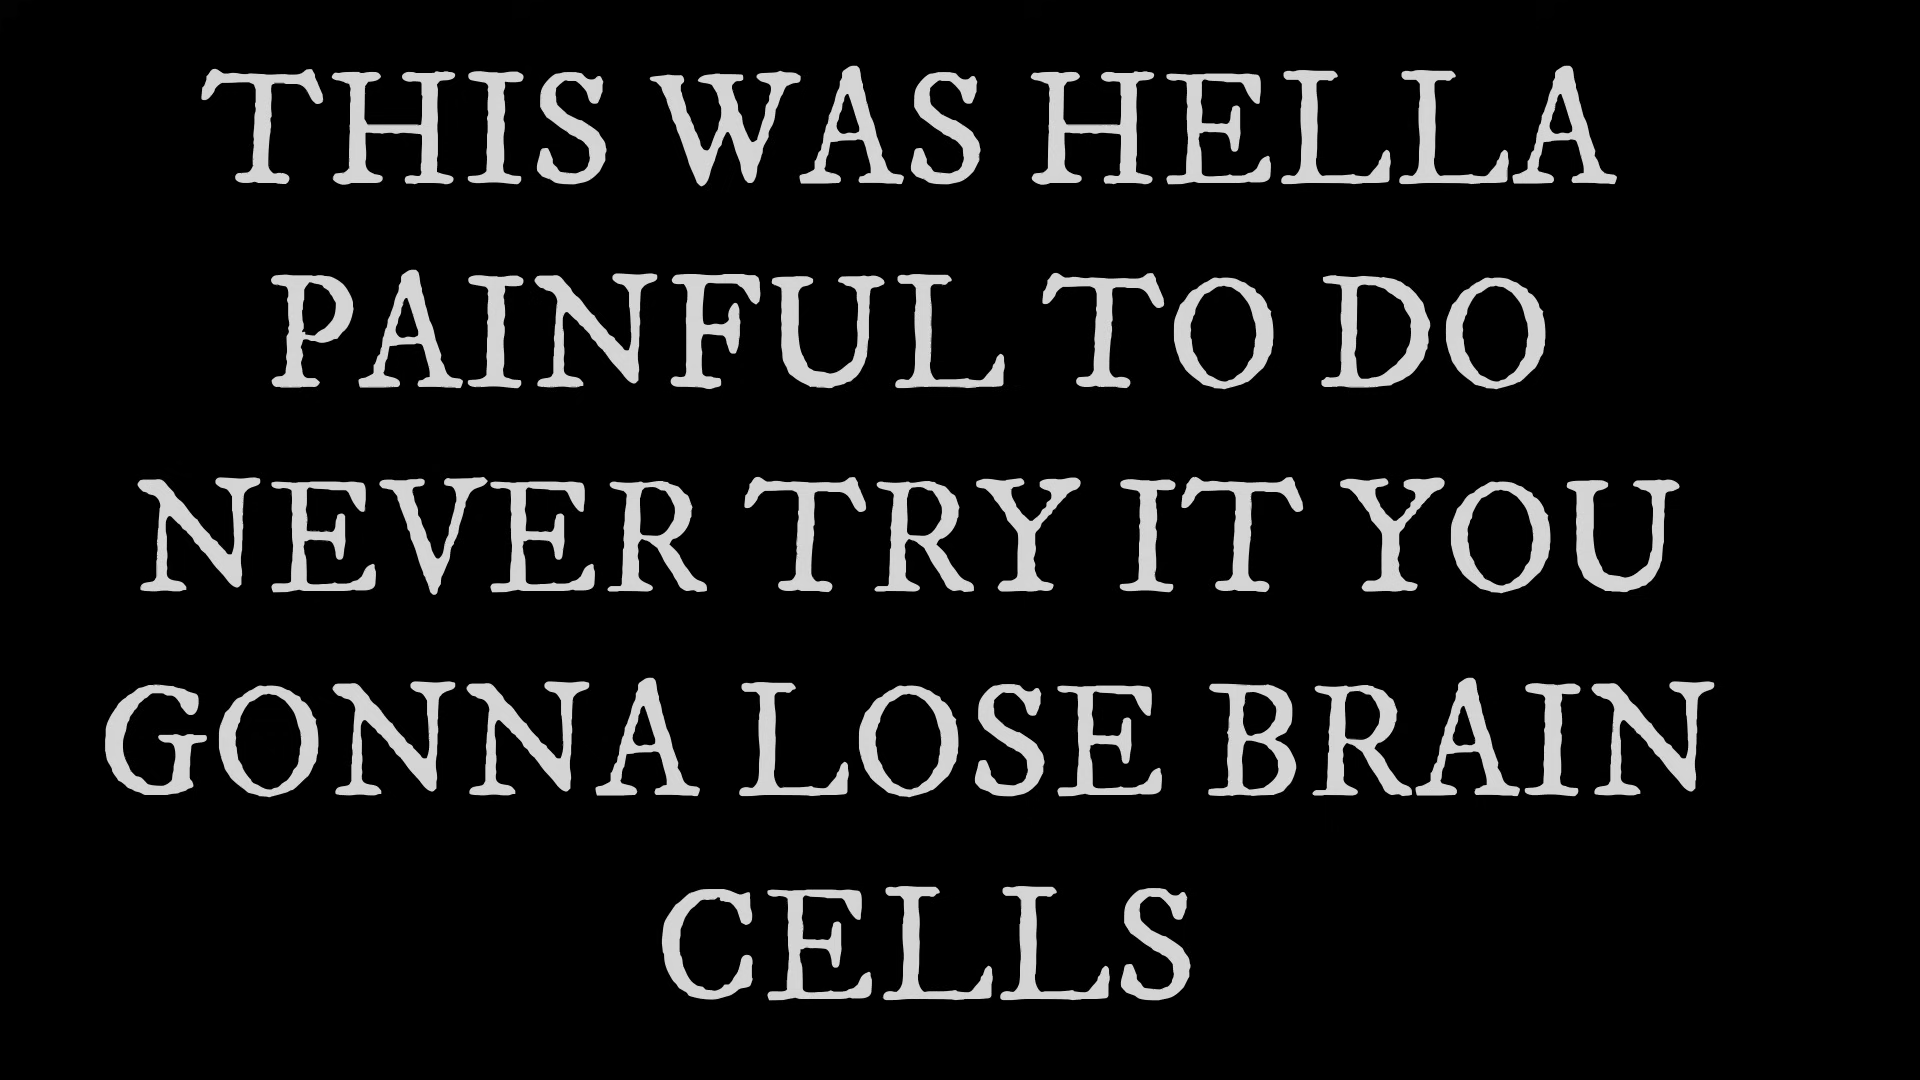 THIS WAS HELLA
PAINFUL TO DO
NEVER TRY IT YOU
GONNA LOSE BRAIN
CELLS